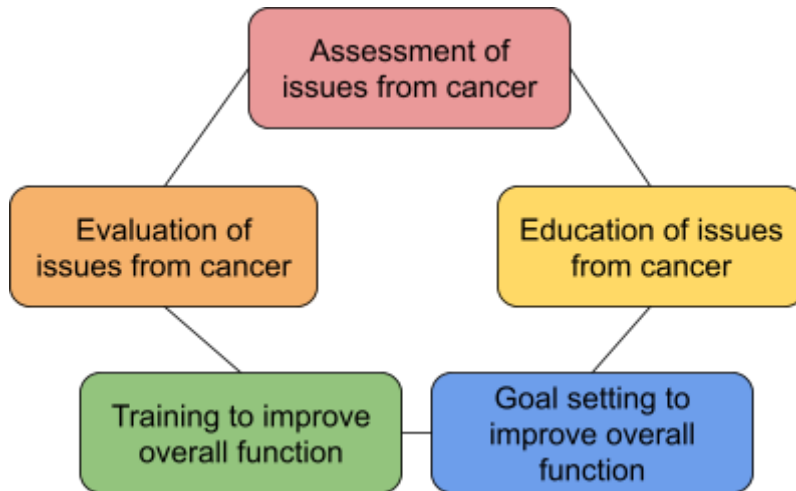 Assessment of
issues from cancer
Evaluation of
issues from cancer
Education of issues
from cancer
Training to improve
overall function
Goal setting to
improve overall
function